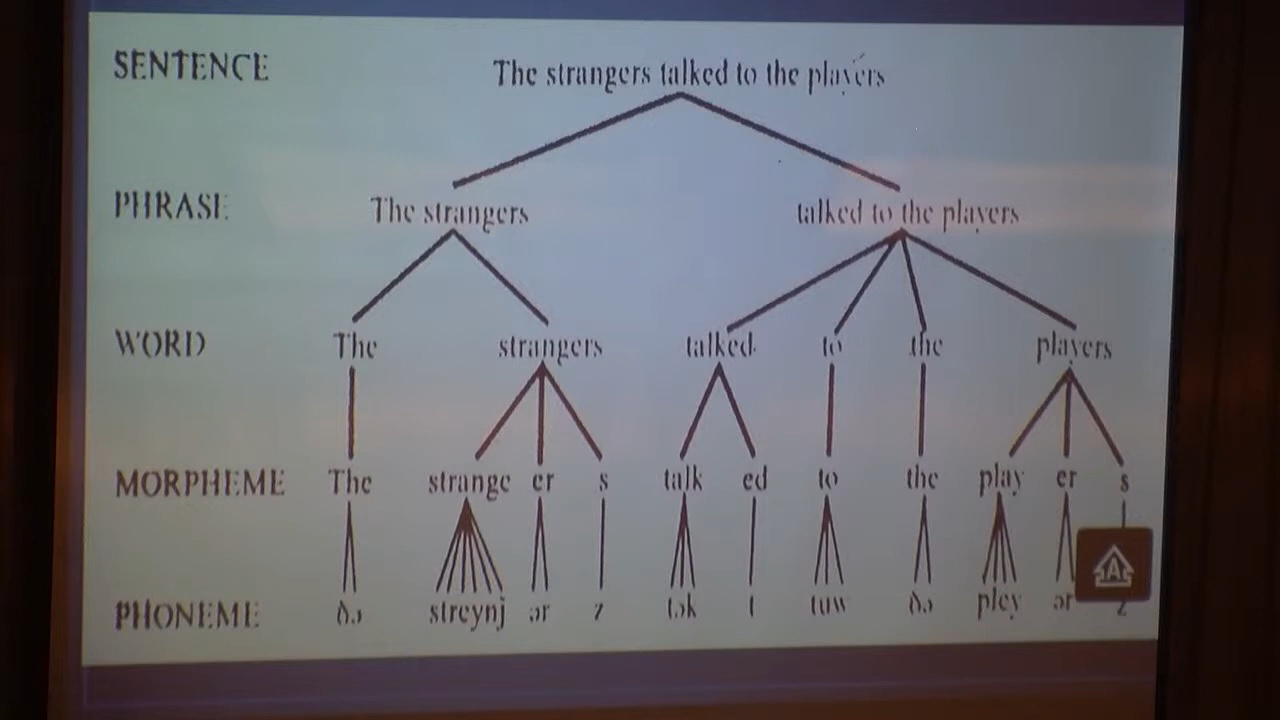 SENTENCE The strangers talked to the players
PHRASE The strangers talked to the players
WORD The strangers talked to the players
MORPHEME The strange er s talk ed to the play er s
PHONEME ðə streynj ər z tək t tuw ðə pley ər z
A